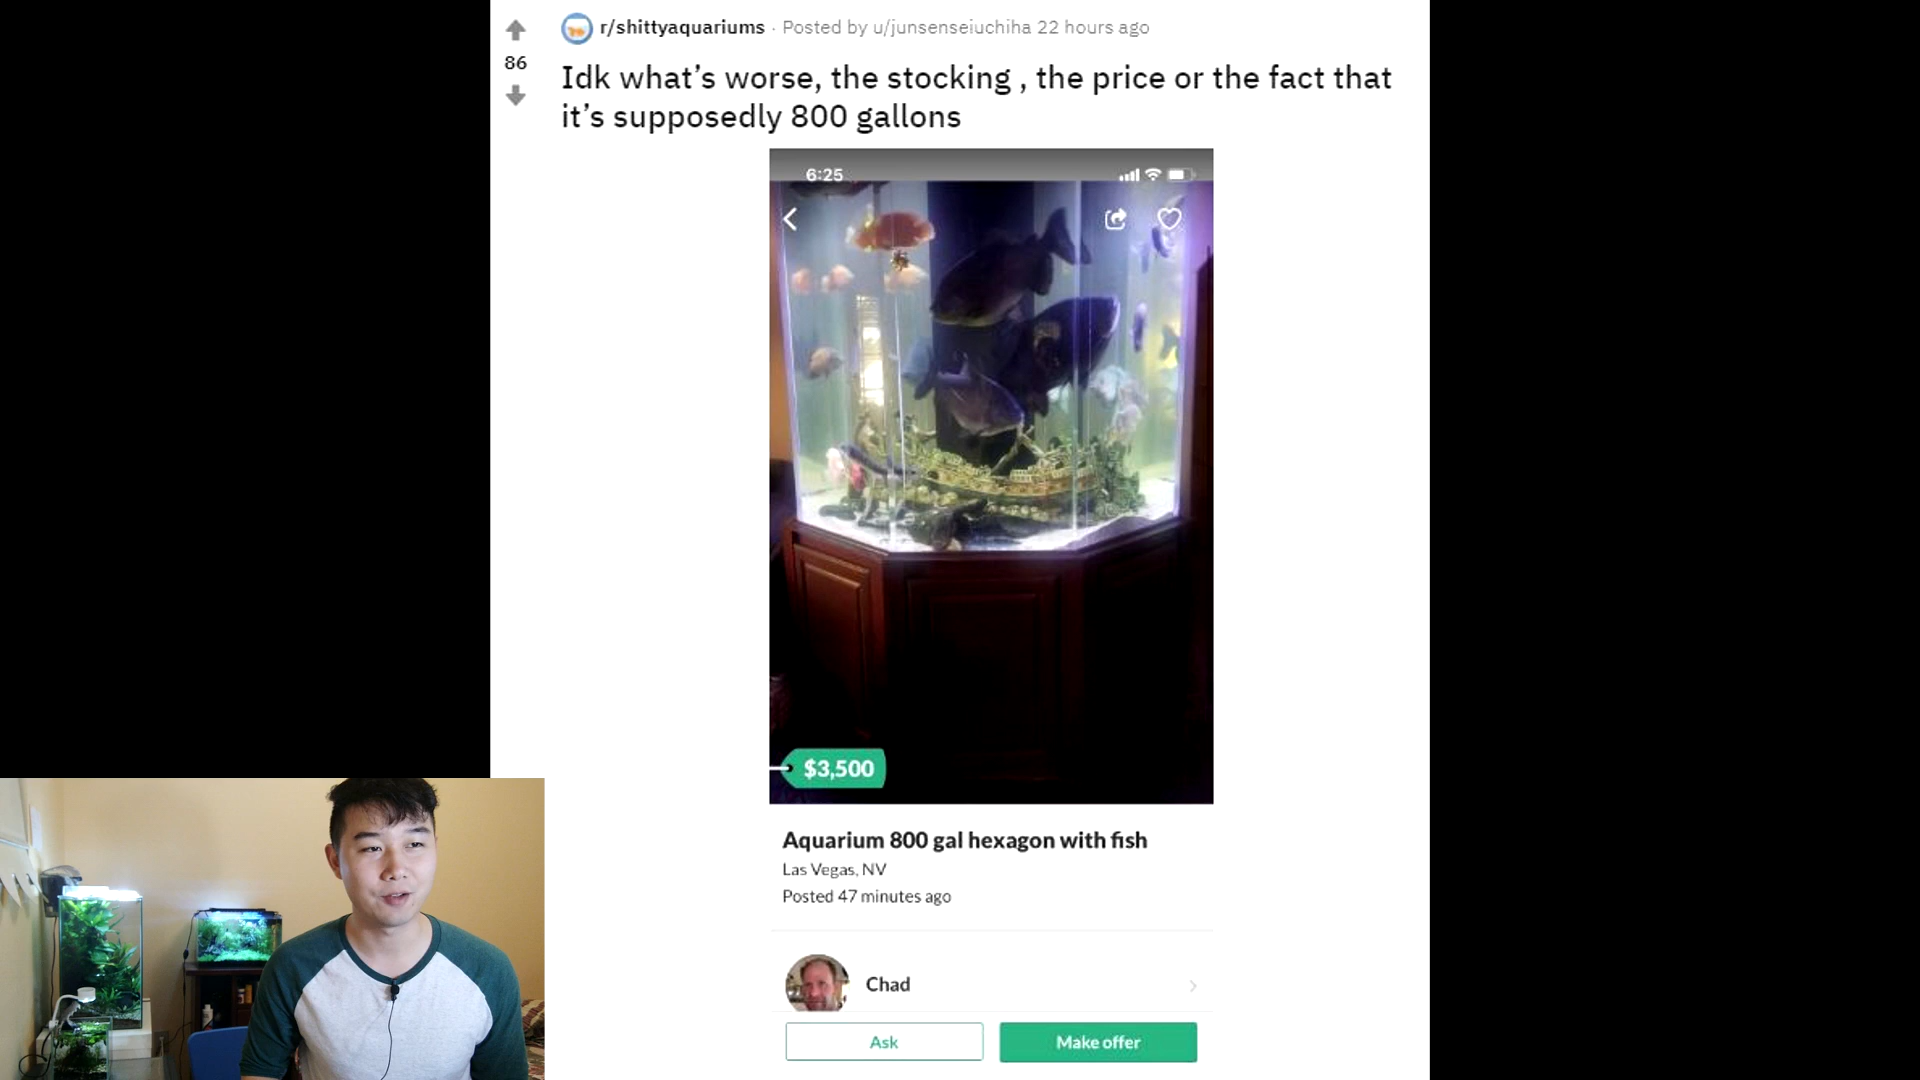 r/shittyaquariums · Posted by u/junsenseiuchiha 22 hours ago
86
Idk what’s worse, the stocking , the price or the fact that
it’s supposedly 800 gallons
6:25
$3,500
Aquarium 800 gal hexagon with fish
Las Vegas, NV
Posted 47 minutes ago
Chad
Ask
Make offer